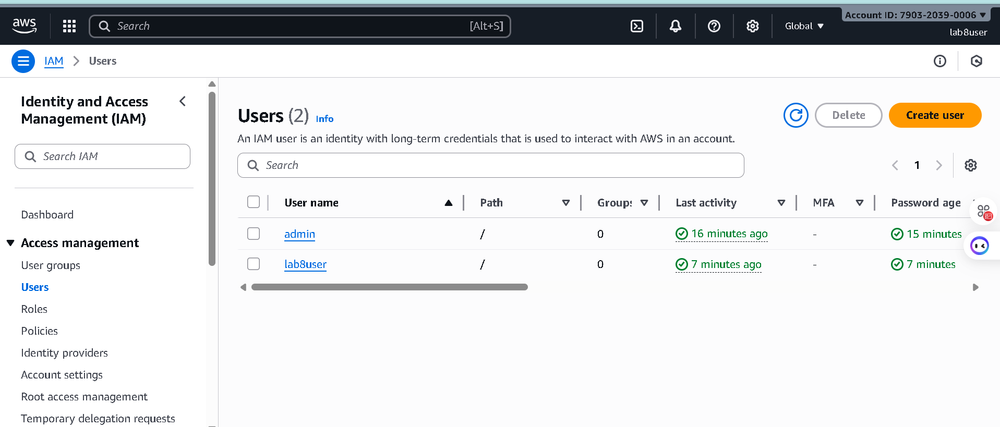 aws
Search [Alt+S]
Global
Account ID: 7903-2039-0006
lab8user
IAM > Users
Identity and Access
Management (IAM)
Search IAM
Dashboard
Access management
User groups
Users
Roles
Policies
Identity providers
Account settings
Root access management
Temporary delegation requests
Users (2) Info
Delete
Create user
An IAM user is an identity with long-term credentials that is used to interact with AWS in an account.
Search
1
User name Path Groups Last activity MFA Password age
admin / 0 16 minutes ago - 15 minutes
lab8user / 0 7 minutes ago - 7 minutes